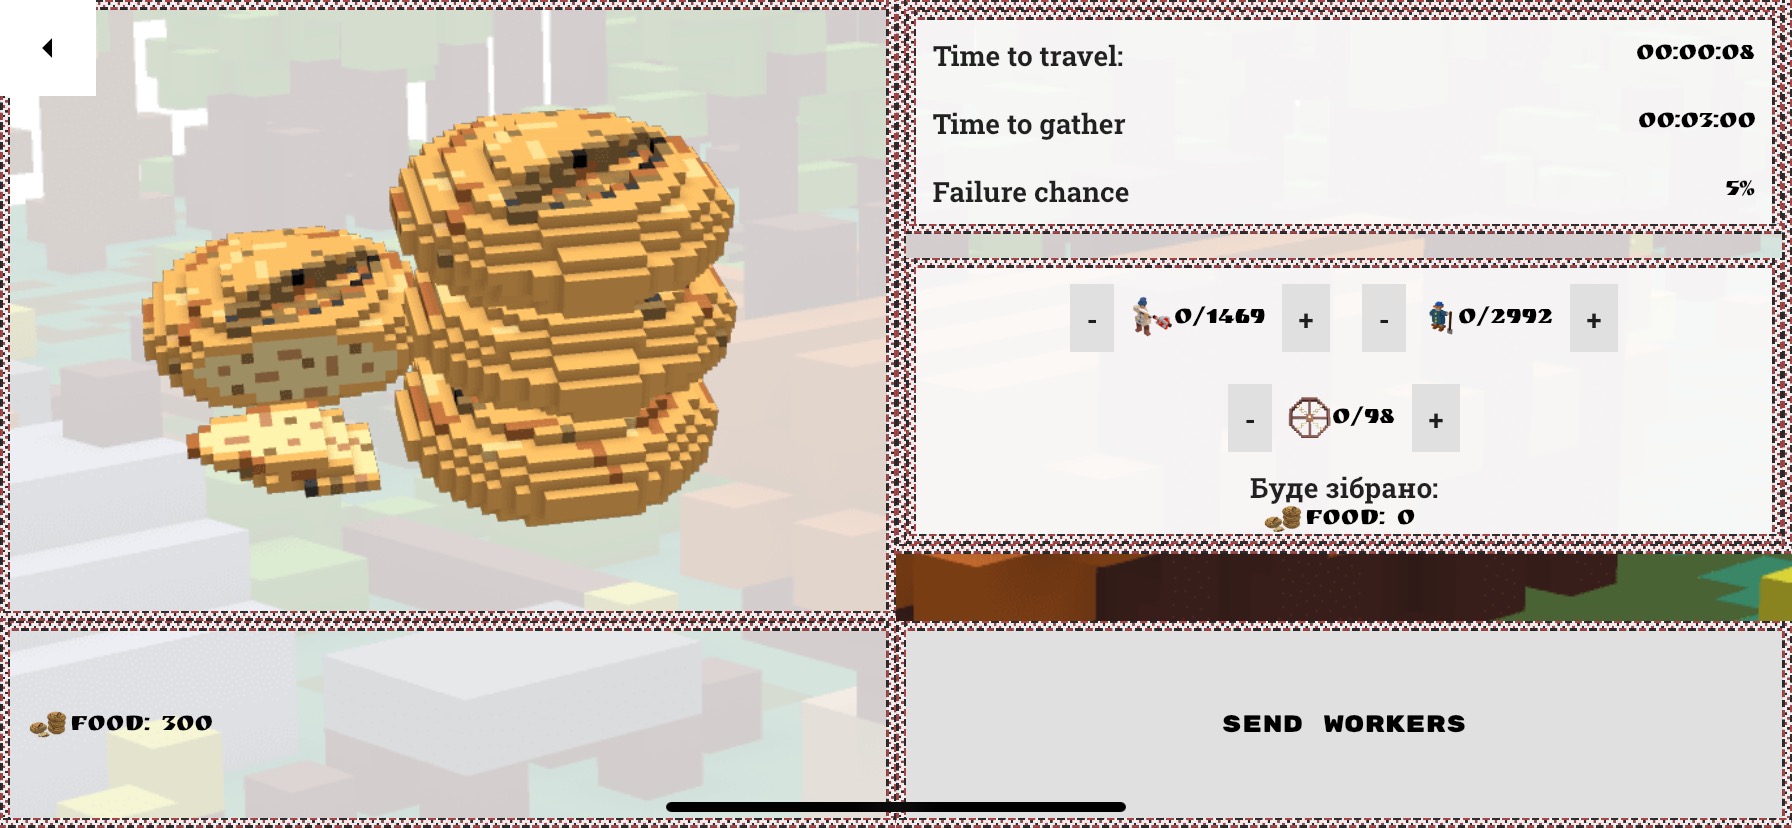 Time to travel: 00:00:08
Time to gather 00:03:00
Failure chance 5%
- 0/1469 + - 0/2992 +
- 0/98 +
Буде зібрано:
FOOD: 0
FOOD: 300
SEND WORKERS